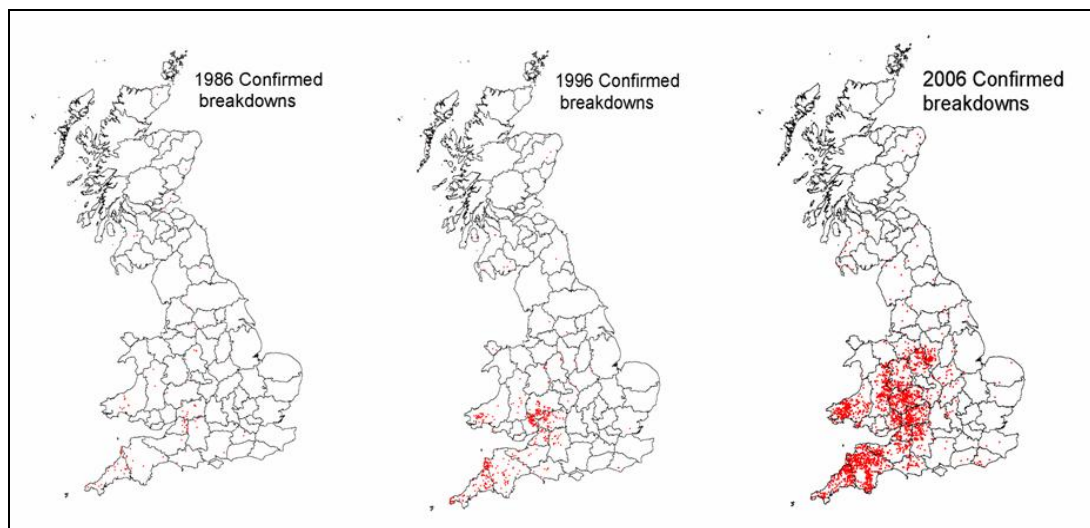 1986 Confirmed
breakdowns
1996 Confirmed
breakdowns
2006 Confirmed
breakdowns